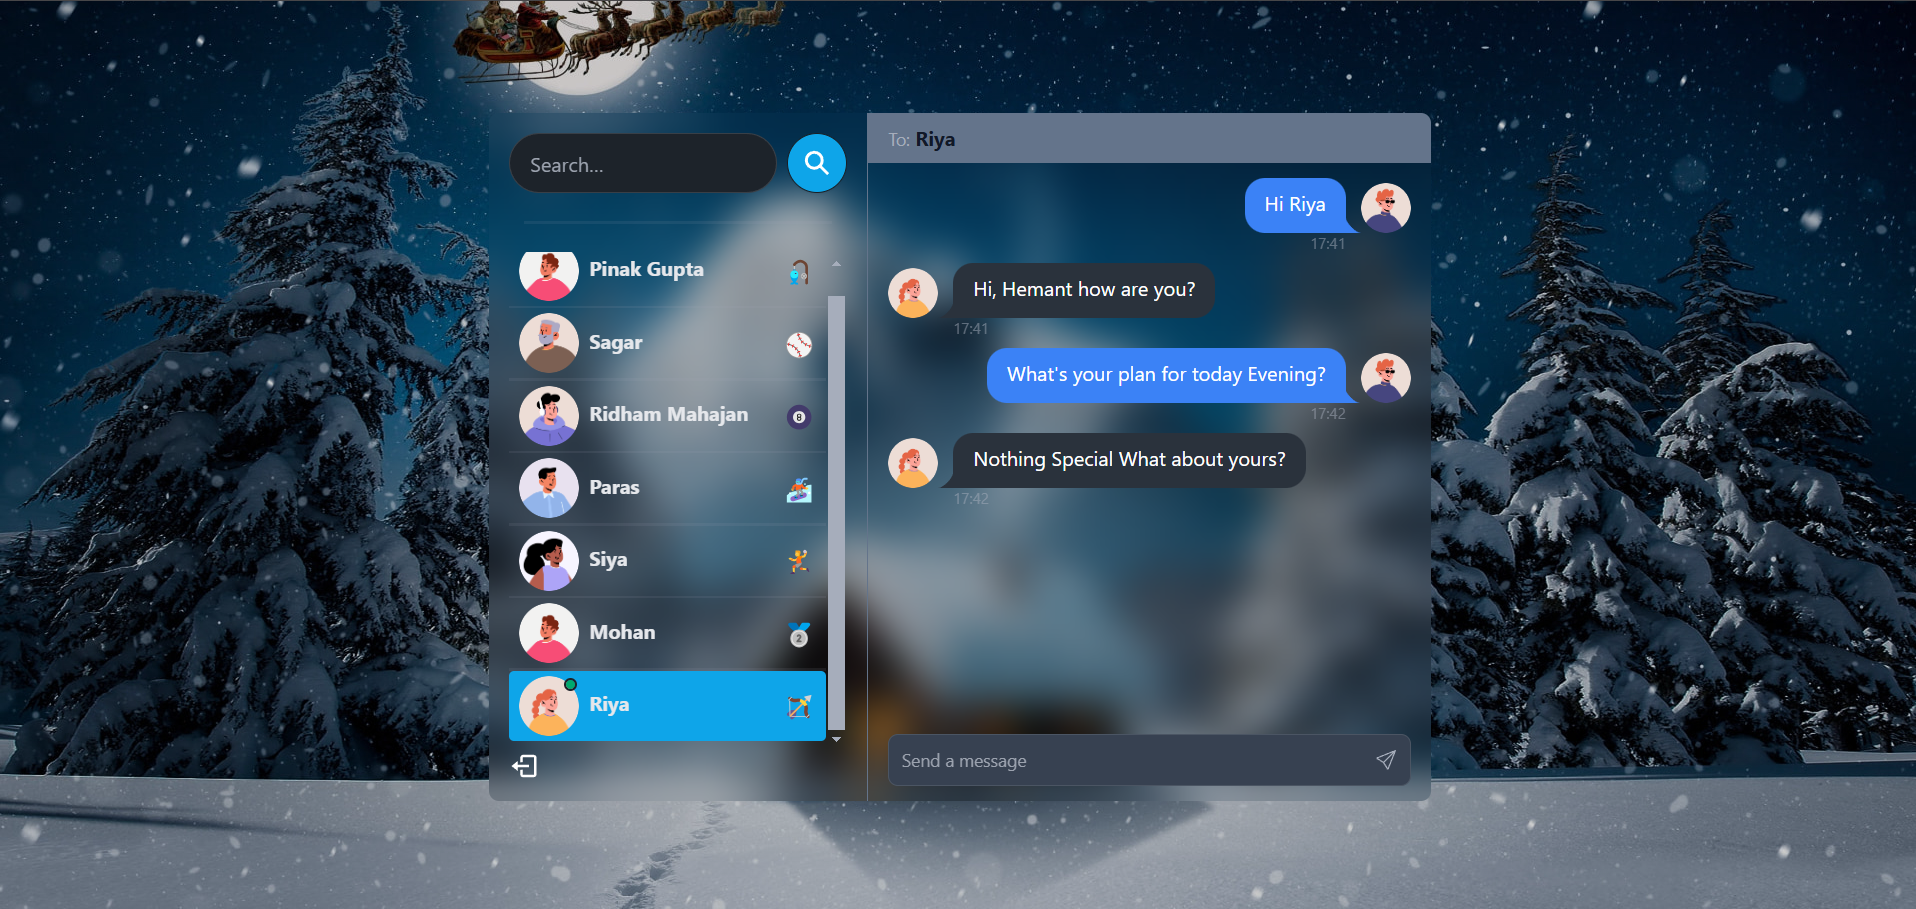 Search...
Pinak Gupta
Sagar
Ridham Mahajan
8
Paras
Siya
Mohan
2
Riya
To: Riya
Hi Riya
17:41
Hi, Hemant how are you?
17:41
What's your plan for today Evening?
17:42
Nothing Special What about yours?
17:42
Send a message